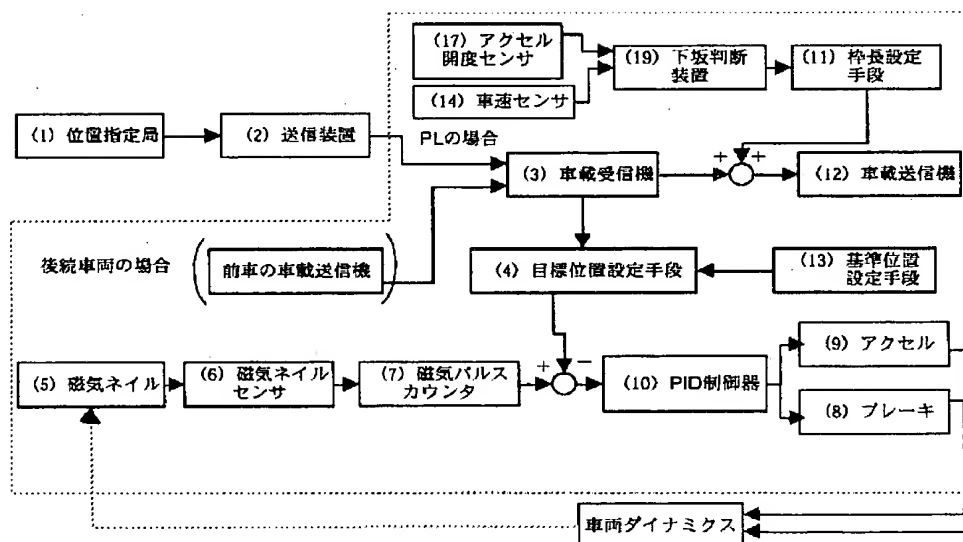 (17) アクセル
開度センサ
(19) 下坂判断
装置
(11) 枠長設定
手段
(14) 車速センサ
(1) 位置指定局
(2) 送信装置
PLの場合
+
+
(3) 車載受信機
(12) 車載送信機
後続車両の場合
(前車の車載送信機)
(4) 目標位置設定手段
(13) 基準位置
設定手段
(9) アクセル
+
−
(5) 磁気ネイル
(6) 磁気ネイル
センサ
(7) 磁気パルス
カウンタ
(10) PID制御器
(8) ブレーキ
車両ダイナミクス